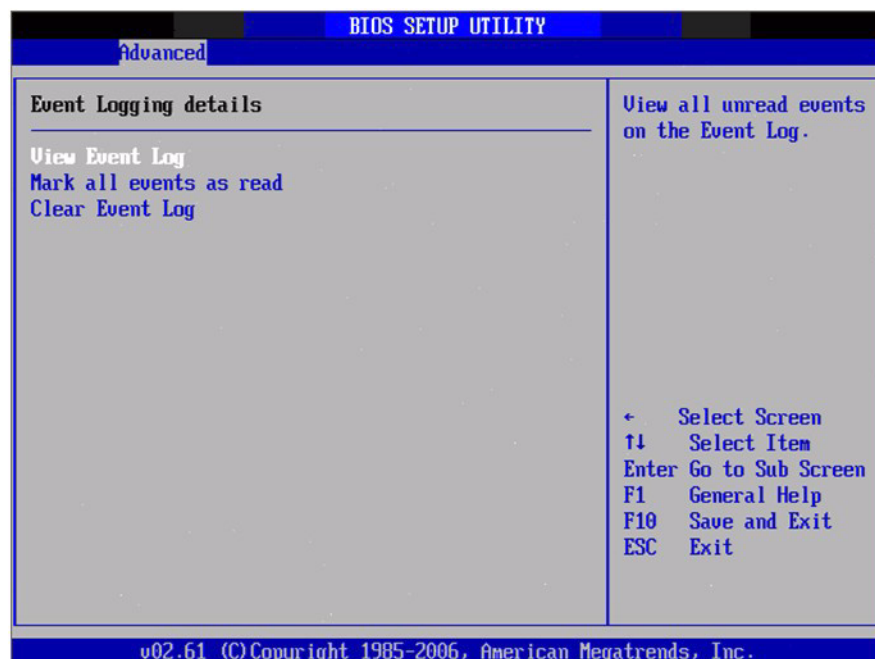 BIOS SETUP UTILITY
Advanced
Event Logging details
View Event Log
Mark all events as read
Clear Event Log
View all unread events
on the Event Log.
← Select Screen
↑↓ Select Item
Enter Go to Sub Screen
F1 General Help
F10 Save and Exit
ESC Exit
v02.61 (C)Copyright 1985-2006, American Megatrends, Inc.